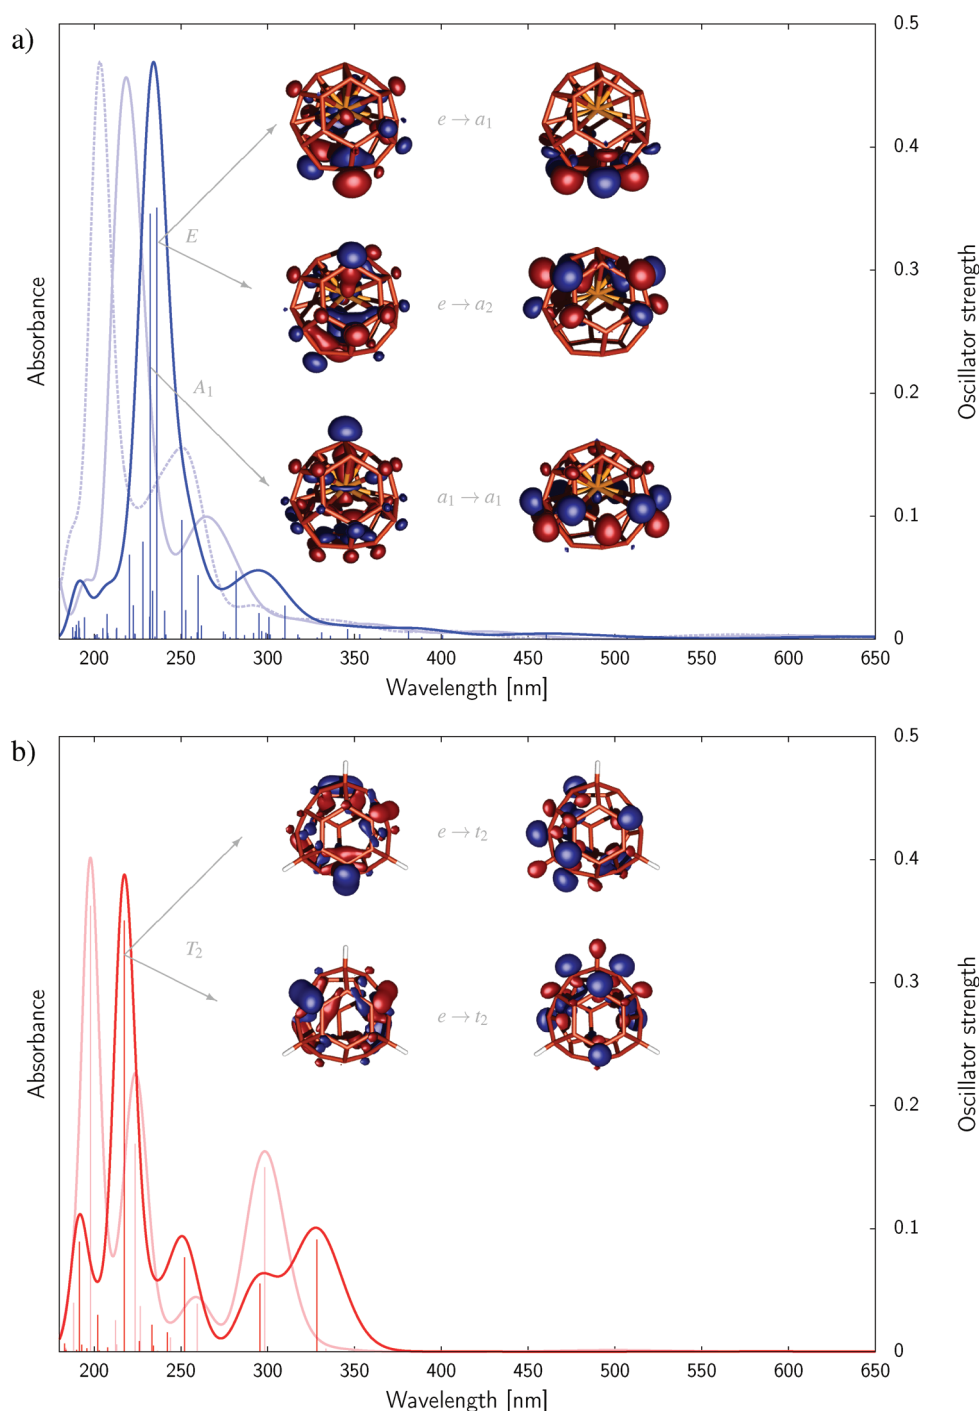 a)
0.5
0.4
0.3
0.2
0.1
0
Absorbance
Oscillator strength
E
A₁
e → a₁
e → a₂
a₁ → a₁
200 250 300 350 400 450 500 550 600 650
Wavelength [nm]
b)
0.5
0.4
0.3
0.2
0.1
0
Absorbance
Oscillator strength
T₂
e → t₂
e → t₂
200 250 300 350 400 450 500 550 600 650
Wavelength [nm]